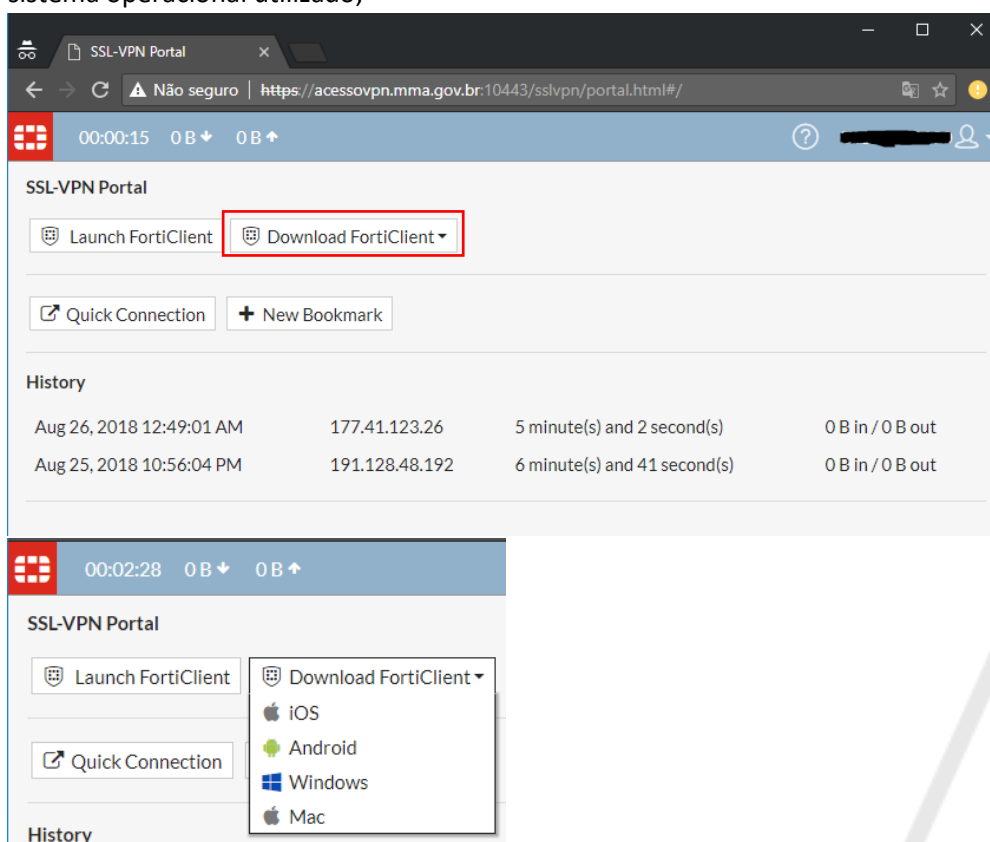 sistema operacional utilizado)
SSL-VPN Portal
Não seguro | https://acessovpn.mma.gov.br:10443/sslvpn/portal.html#/
00:00:15 0 B 0 B
SSL-VPN Portal
Launch FortiClient Download FortiClient
Quick Connection New Bookmark
History
Aug 26, 2018 12:49:01 AM 177.41.123.26 5 minute(s) and 2 second(s) 0 B in / 0 B out
Aug 25, 2018 10:56:04 PM 191.128.48.192 6 minute(s) and 41 second(s) 0 B in / 0 B out
00:02:28 0 B 0 B
SSL-VPN Portal
Launch FortiClient Download FortiClient
iOS
Android
Quick Connection
Windows
Mac
History